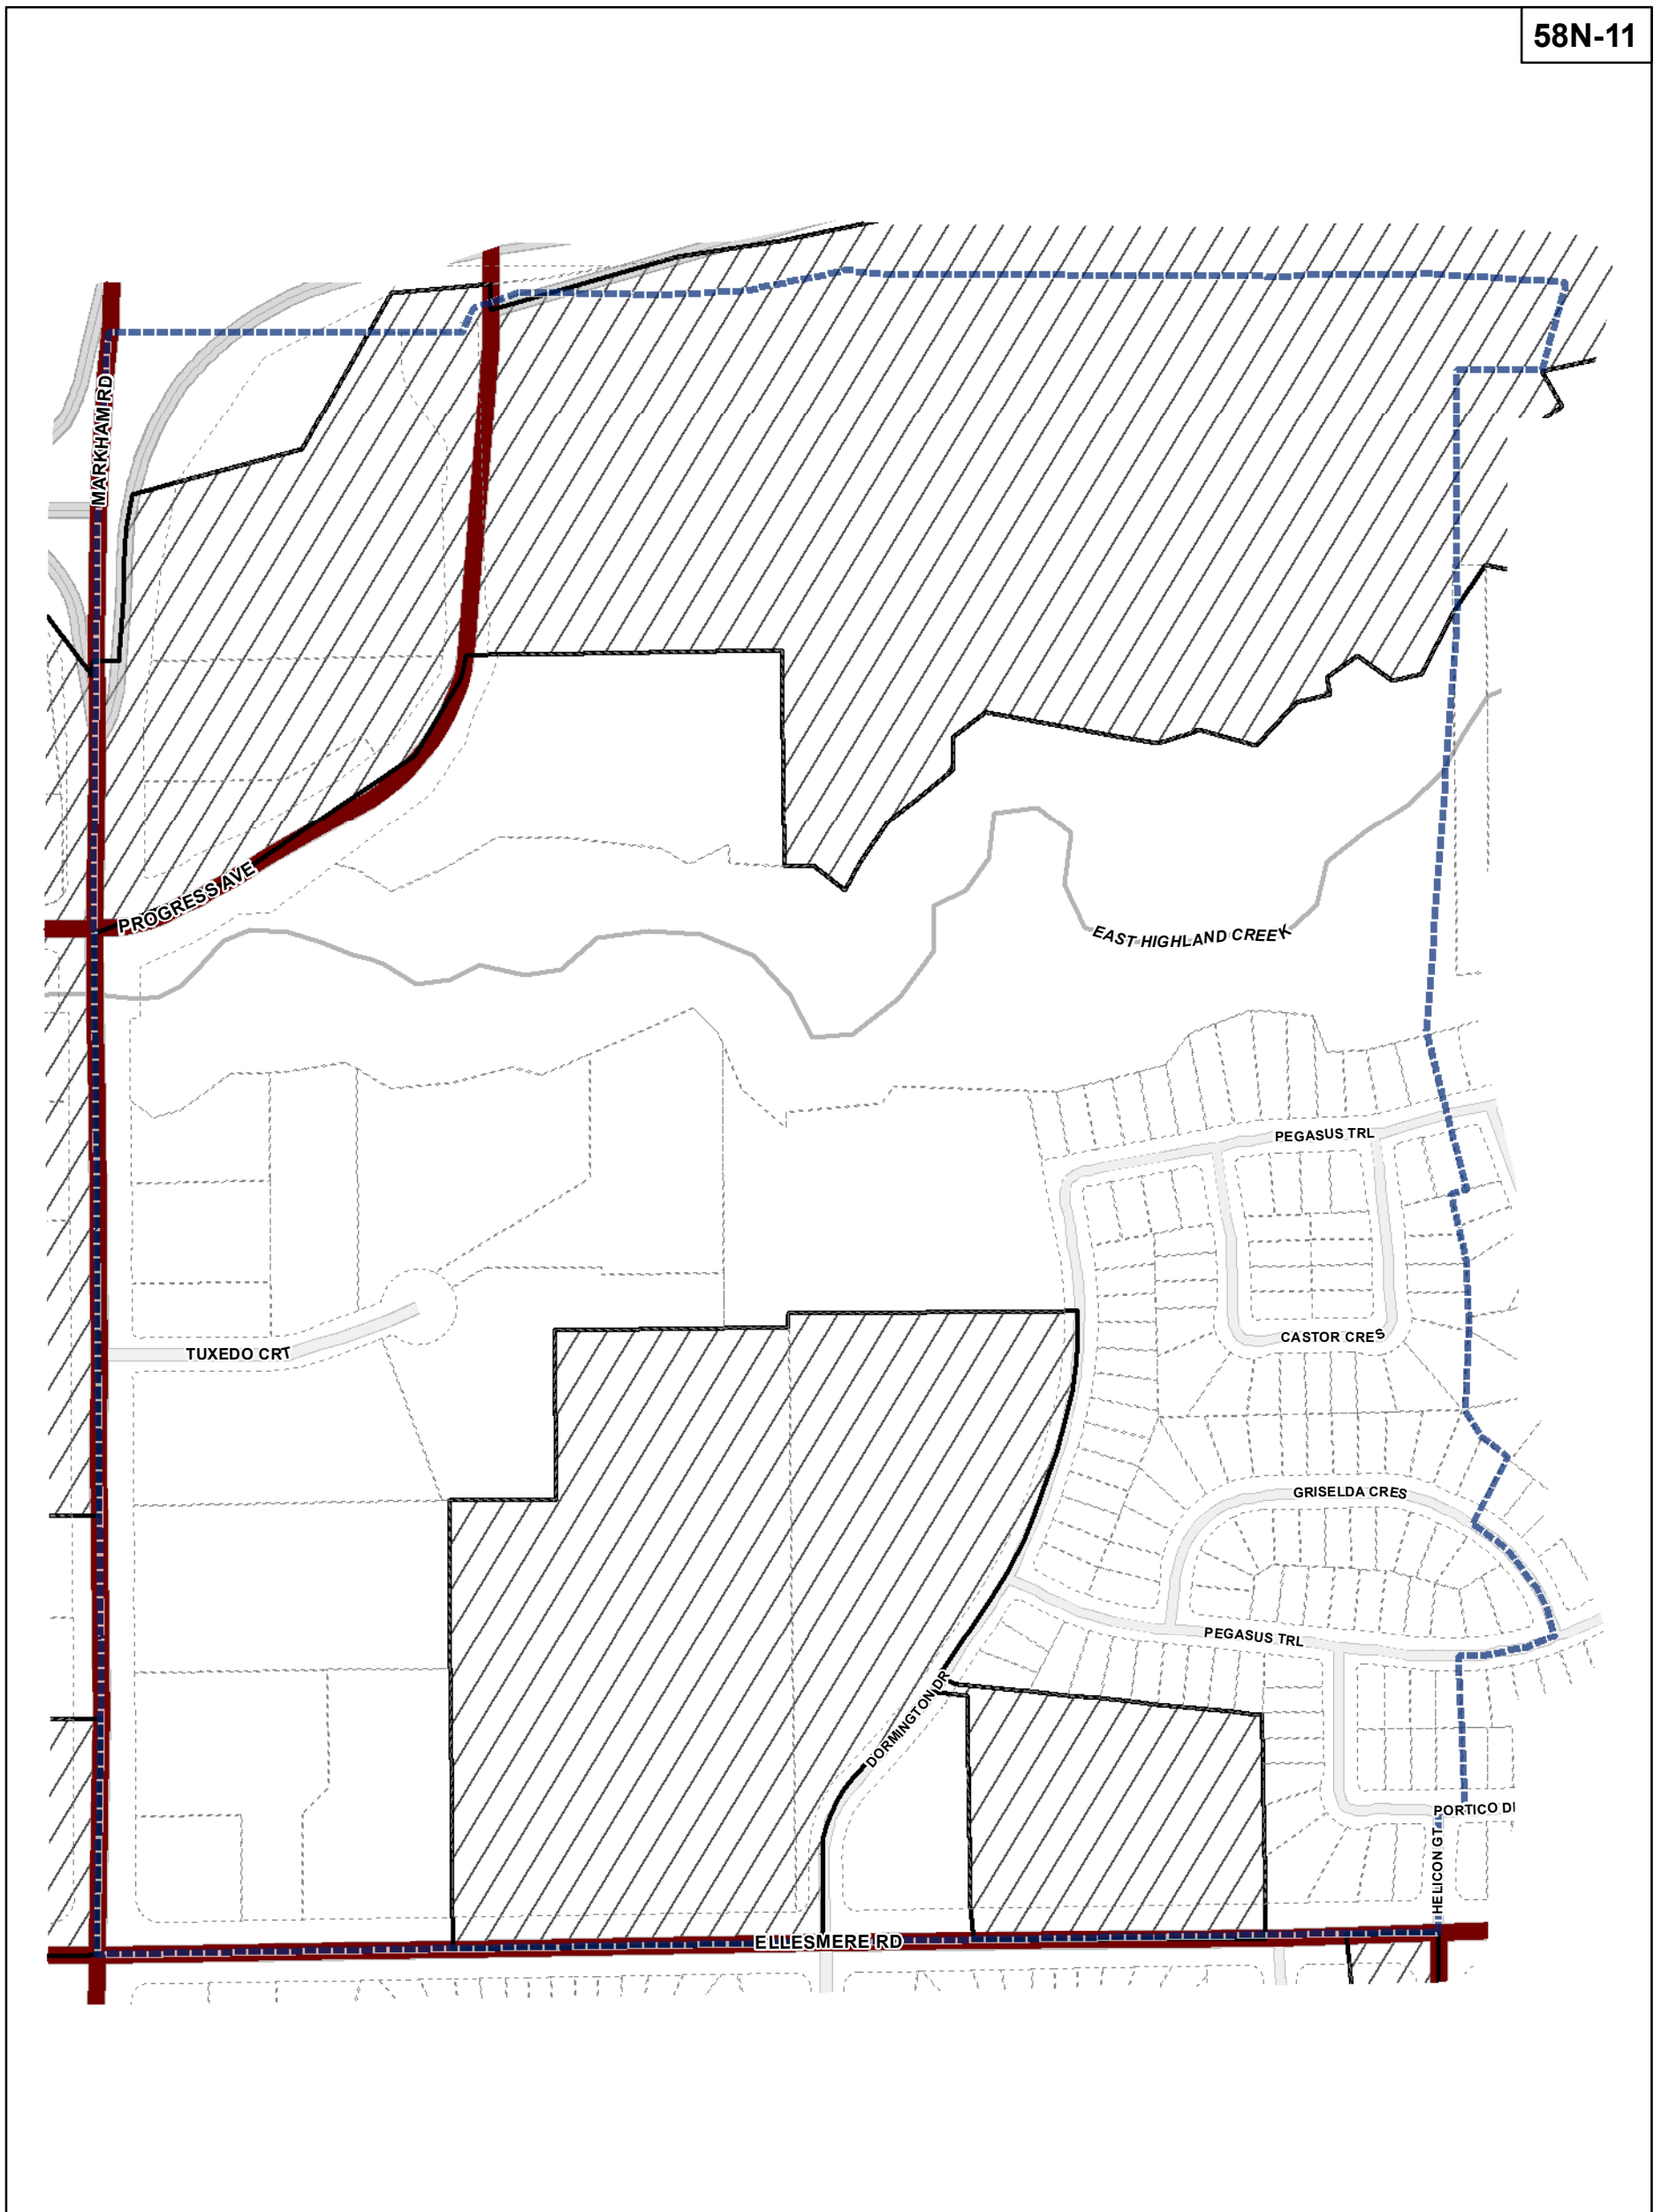 58N-11
MARKHAM RD
PROGRESS AVE
EAST HIGHLAND CREEK
PEGASUS TRL
CASTOR CRES
TUXEDO CRT
GRISELDA CRES
PEGASUS TRL
DORMINGTON DR
PORTICO D
HELICON GT
ELLESMERE RD